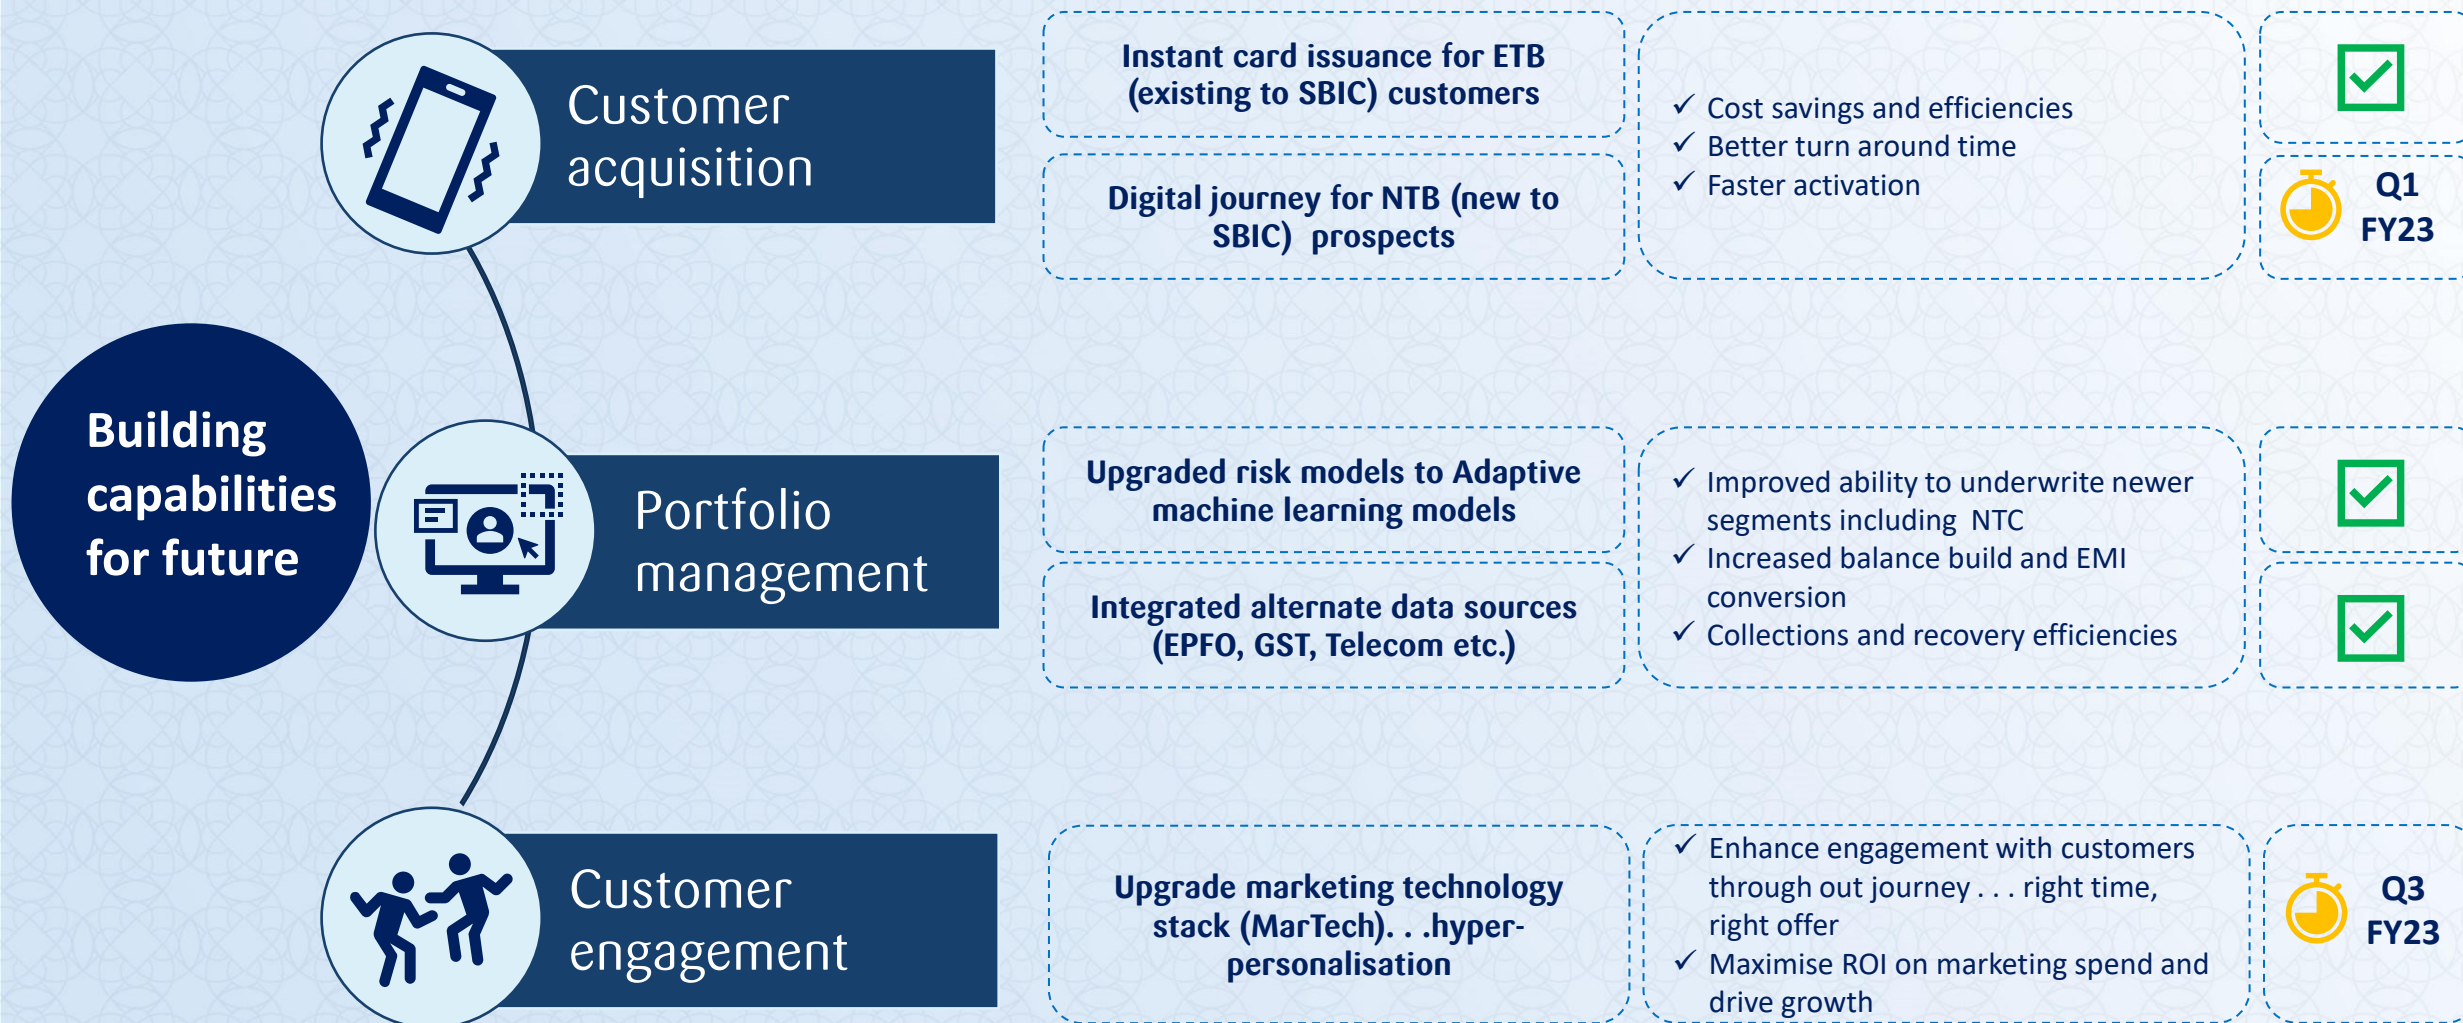 Building
capabilities
for future
Customer
acquisition
Instant card issuance for ETB
(existing to SBIC) customers
Digital journey for NTB (new to
SBIC) prospects
✓ Cost savings and efficiencies
✓ Better turn around time
✓ Faster activation
Q1
FY23
Portfolio
management
Upgraded risk models to Adaptive
machine learning models
Integrated alternate data sources
(EPFO, GST, Telecom etc.)
✓ Improved ability to underwrite newer
segments including NTC
✓ Increased balance build and EMI
conversion
✓ Collections and recovery efficiencies
Customer
engagement
Upgrade marketing technology
stack (MarTech). . .hyper-
personalisation
✓ Enhance engagement with customers
through out journey . . . right time,
right offer
✓ Maximise ROI on marketing spend and
drive growth
Q3
FY23